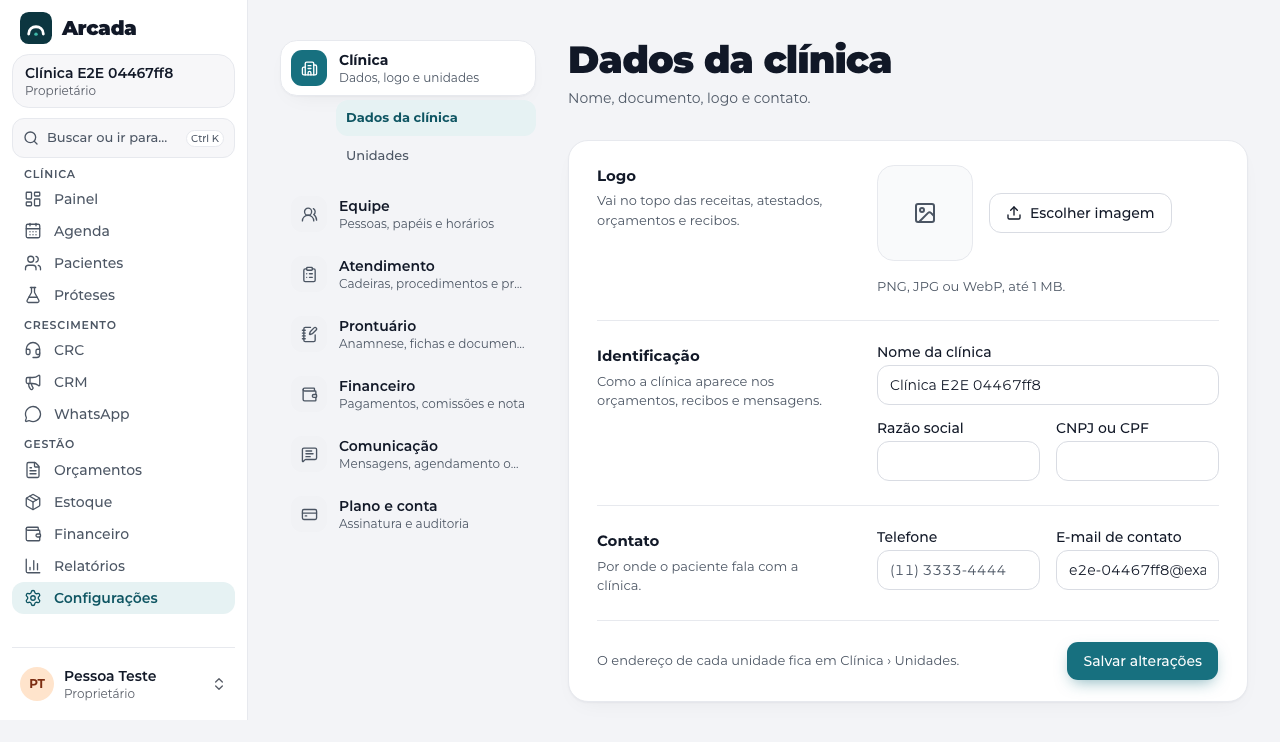 Arcada
Clínica E2E 04467ff8
Proprietário
Buscar ou ir para...
Ctrl K
CLÍNICA
Painel
Agenda
Pacientes
Próteses
CRESCIMENTO
CRC
CRM
WhatsApp
GESTÃO
Orçamentos
Estoque
Financeiro
Relatórios
Configurações
PT
Pessoa Teste
Proprietário
Clínica
Dados, logo e unidades
Dados da clínica
Unidades
Equipe
Pessoas, papéis e horários
Atendimento
Cadeiras, procedimentos e pr...
Prontuário
Anamnese, fichas e documen...
Financeiro
Pagamentos, comissões e nota
Comunicação
Mensagens, agendamento o...
Plano e conta
Assinatura e auditoria
Dados da clínica
Nome, documento, logo e contato.
Logo
Vai no topo das receitas, atestados,
orçamentos e recibos.
Escolher imagem
PNG, JPG ou WebP, até 1 MB.
Identificação
Como a clínica aparece nos
orçamentos, recibos e mensagens.
Nome da clínica
Clínica E2E 04467ff8
Razão social
CNPJ ou CPF
Contato
Por onde o paciente fala com a
clínica.
Telefone
(11) 3333-4444
E-mail de contato
e2e-04467ff8@exa
O endereço de cada unidade fica em Clínica › Unidades.
Salvar alterações